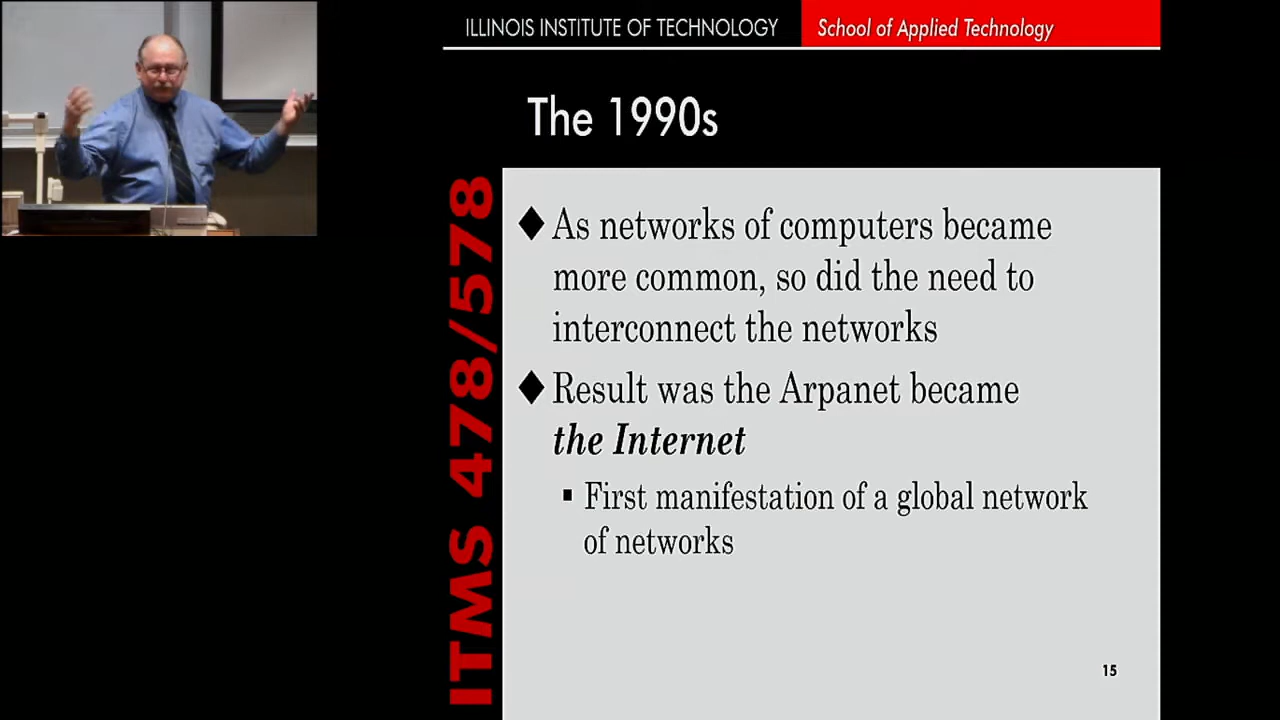 ILLINOIS INSTITUTE OF TECHNOLOGY School of Applied Technology
The 1990s
ITMS 478/578
♦ As networks of computers became
more common, so did the need to
interconnect the networks
♦ Result was the Arpanet became
the Internet
▪ First manifestation of a global network
of networks
15